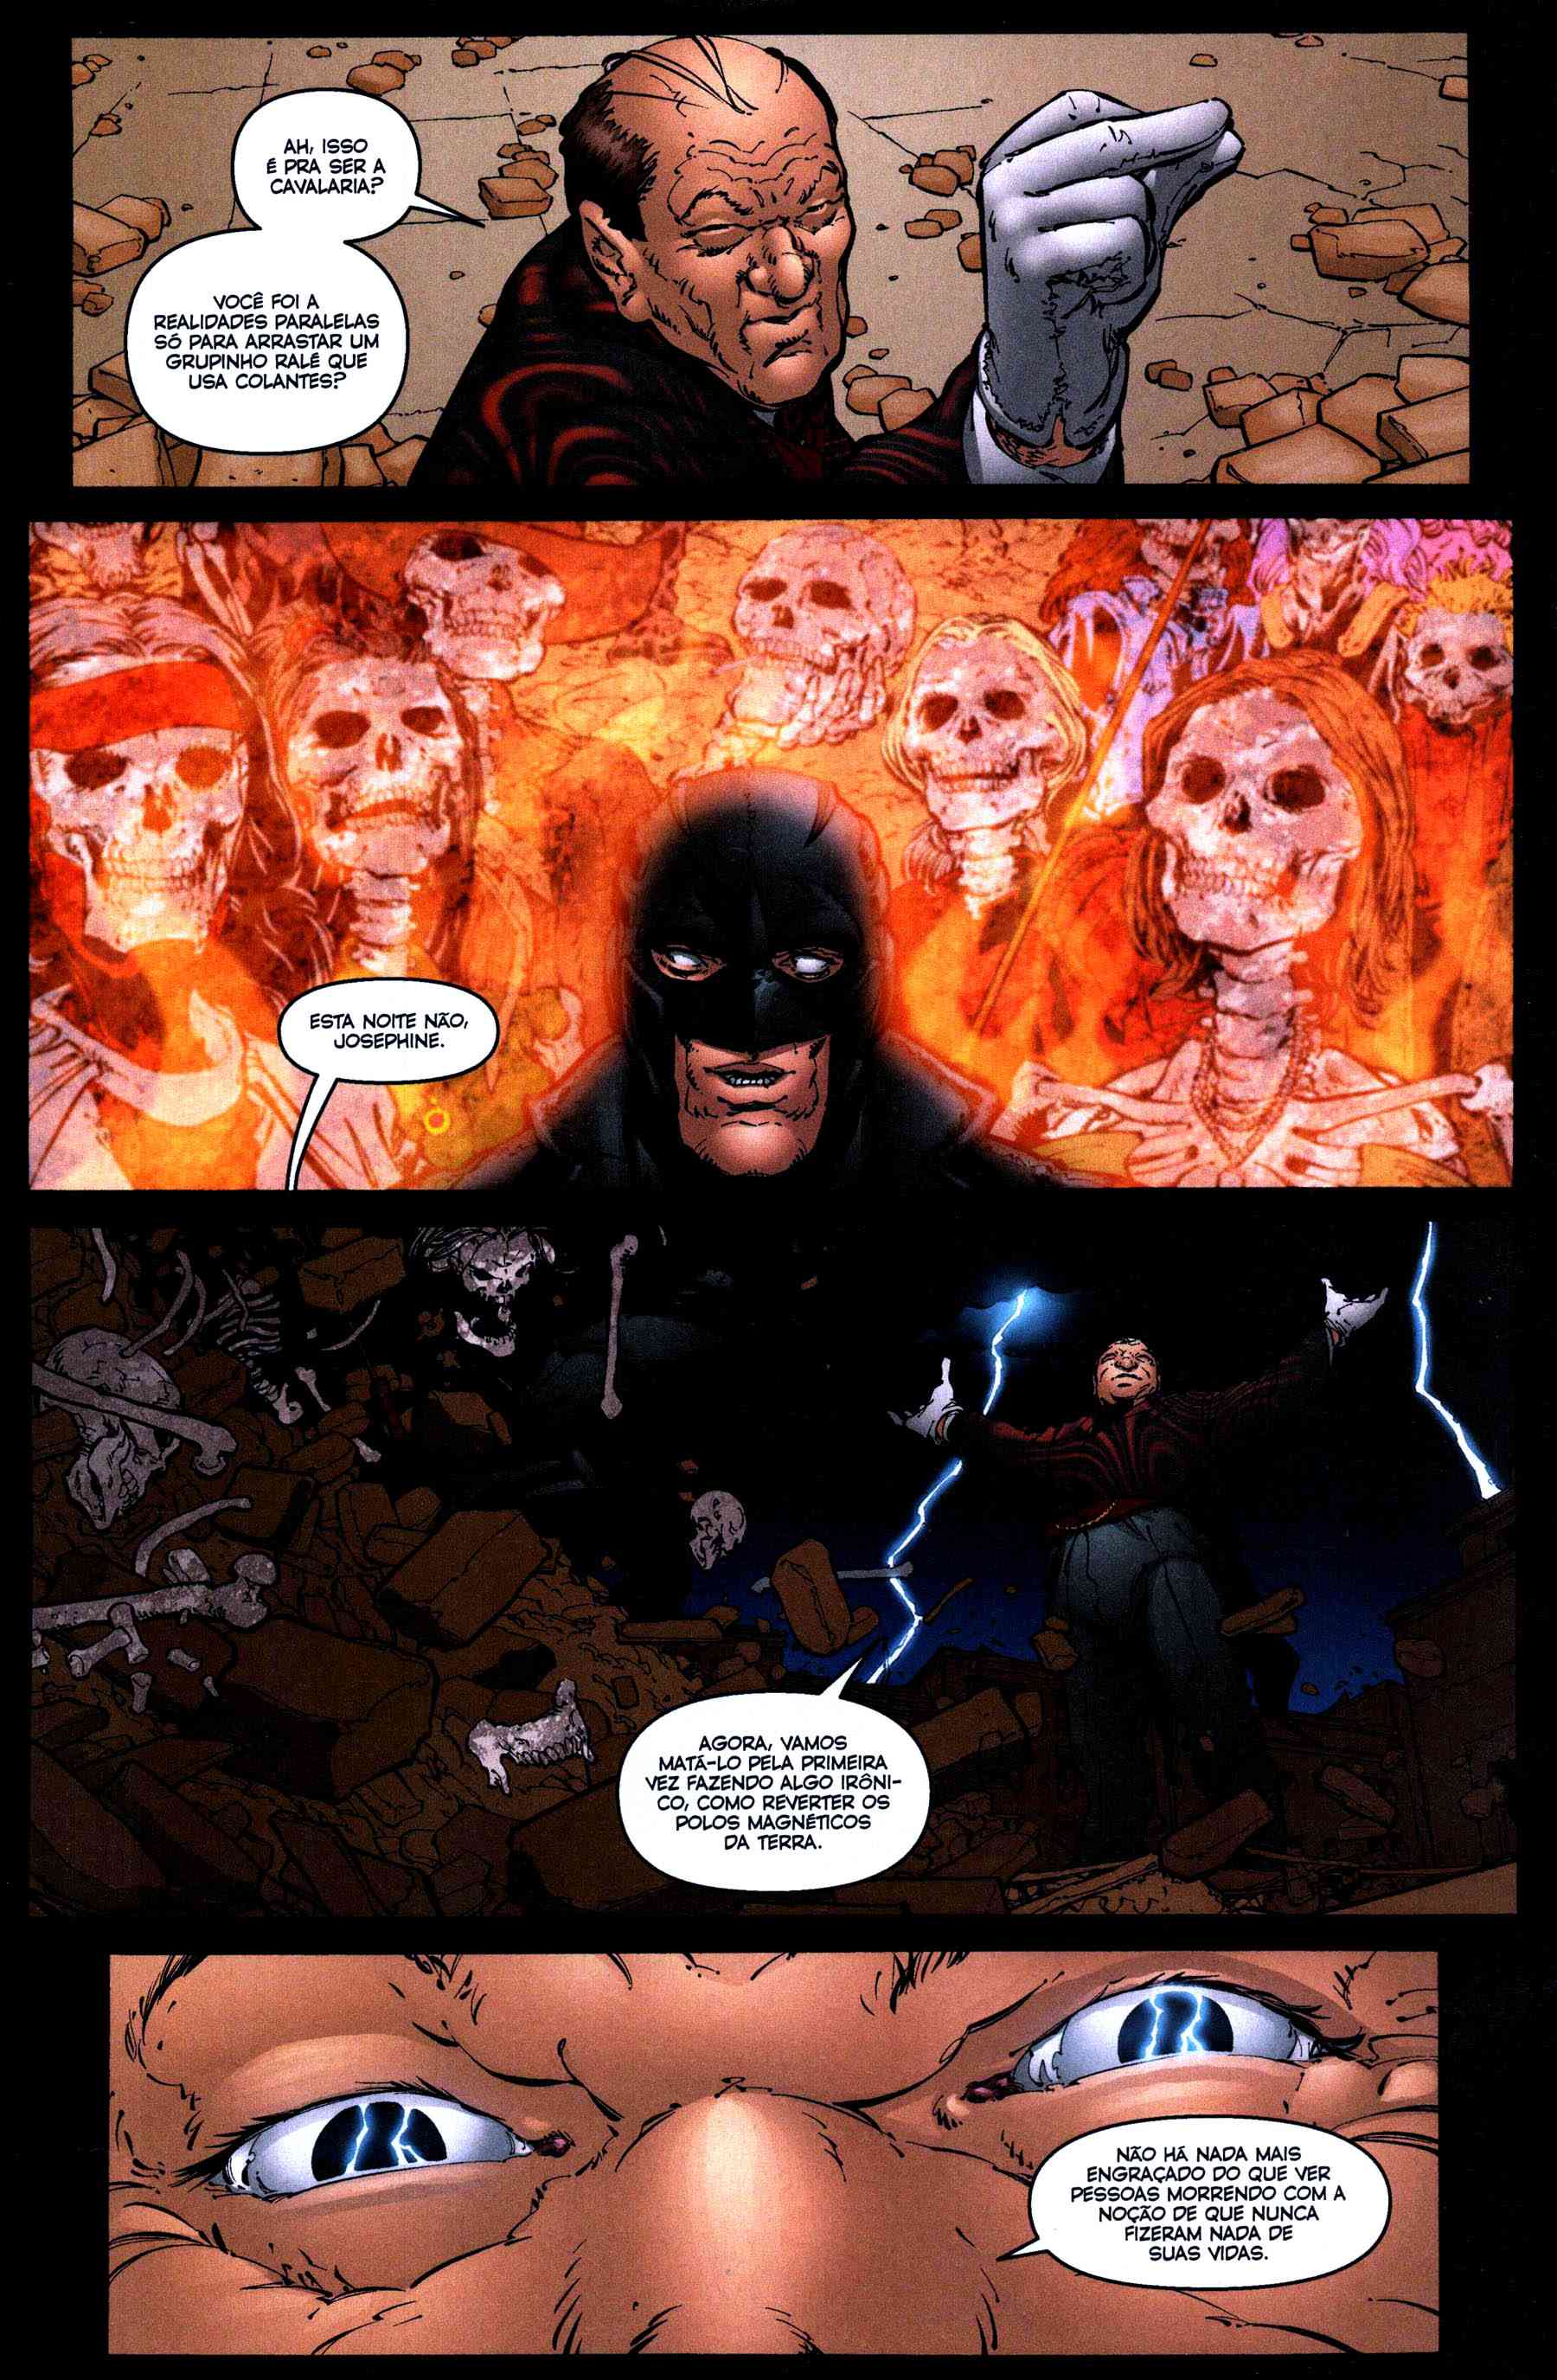 AH, ISSO
É PRA SER A
CAVALARIA?
VOCÊ FOI A
REALIDADES PARALELAS
SÓ PARA ARRASTAR UM
GRUPINHO RALÉ QUE
USA COLANTES?
ESTA NOITE NÃO,
JOSEPHINE.
AGORA, VAMOS
MATÁ-LO PELA PRIMEIRA
VEZ FAZENDO ALGO IRÔNI-
CO, COMO REVERTER OS
POLOS MAGNÉTICOS
DA TERRA.
NÃO HÁ NADA MAIS
ENGRAÇADO DO QUE VER
PESSOAS MORRENDO COM A
NOÇÃO DE QUE NUNCA
FIZERAM NADA DE
SUAS VIDAS.